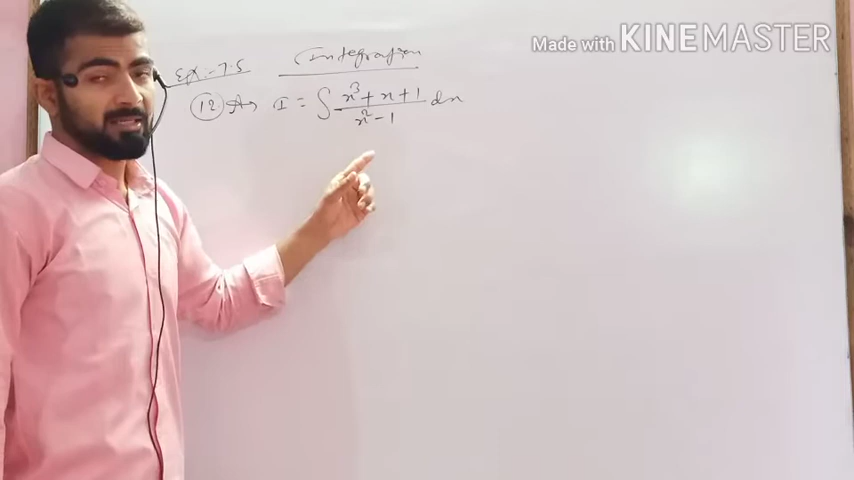 Made with KINEMASTER
Integration
Ex:- 7.5
(12) Ans I = ∫ (x³ + x + 1)/(x² - 1) dx